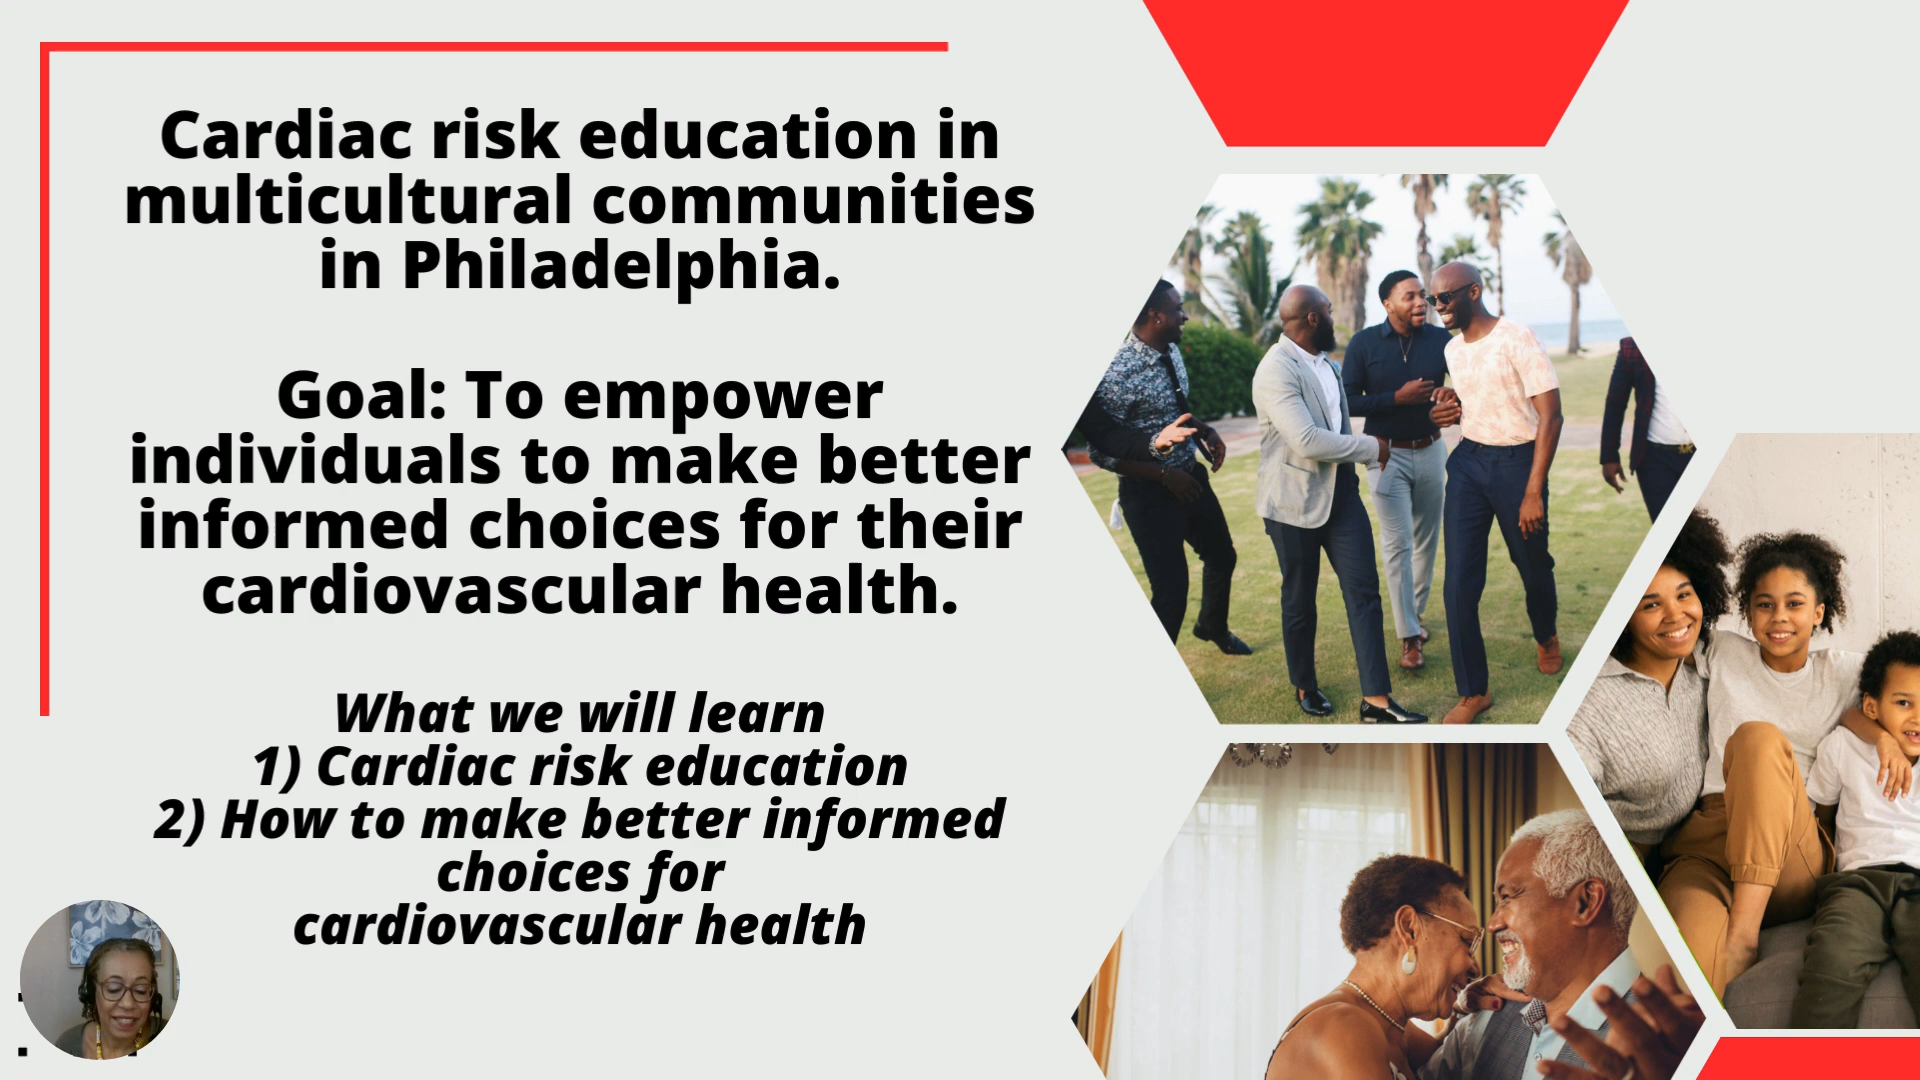 Cardiac risk education in
multicultural communities
in Philadelphia.
Goal: To empower
individuals to make better
informed choices for their
cardiovascular health.
What we will learn
1) Cardiac risk education
2) How to make better informed
choices for
cardiovascular health